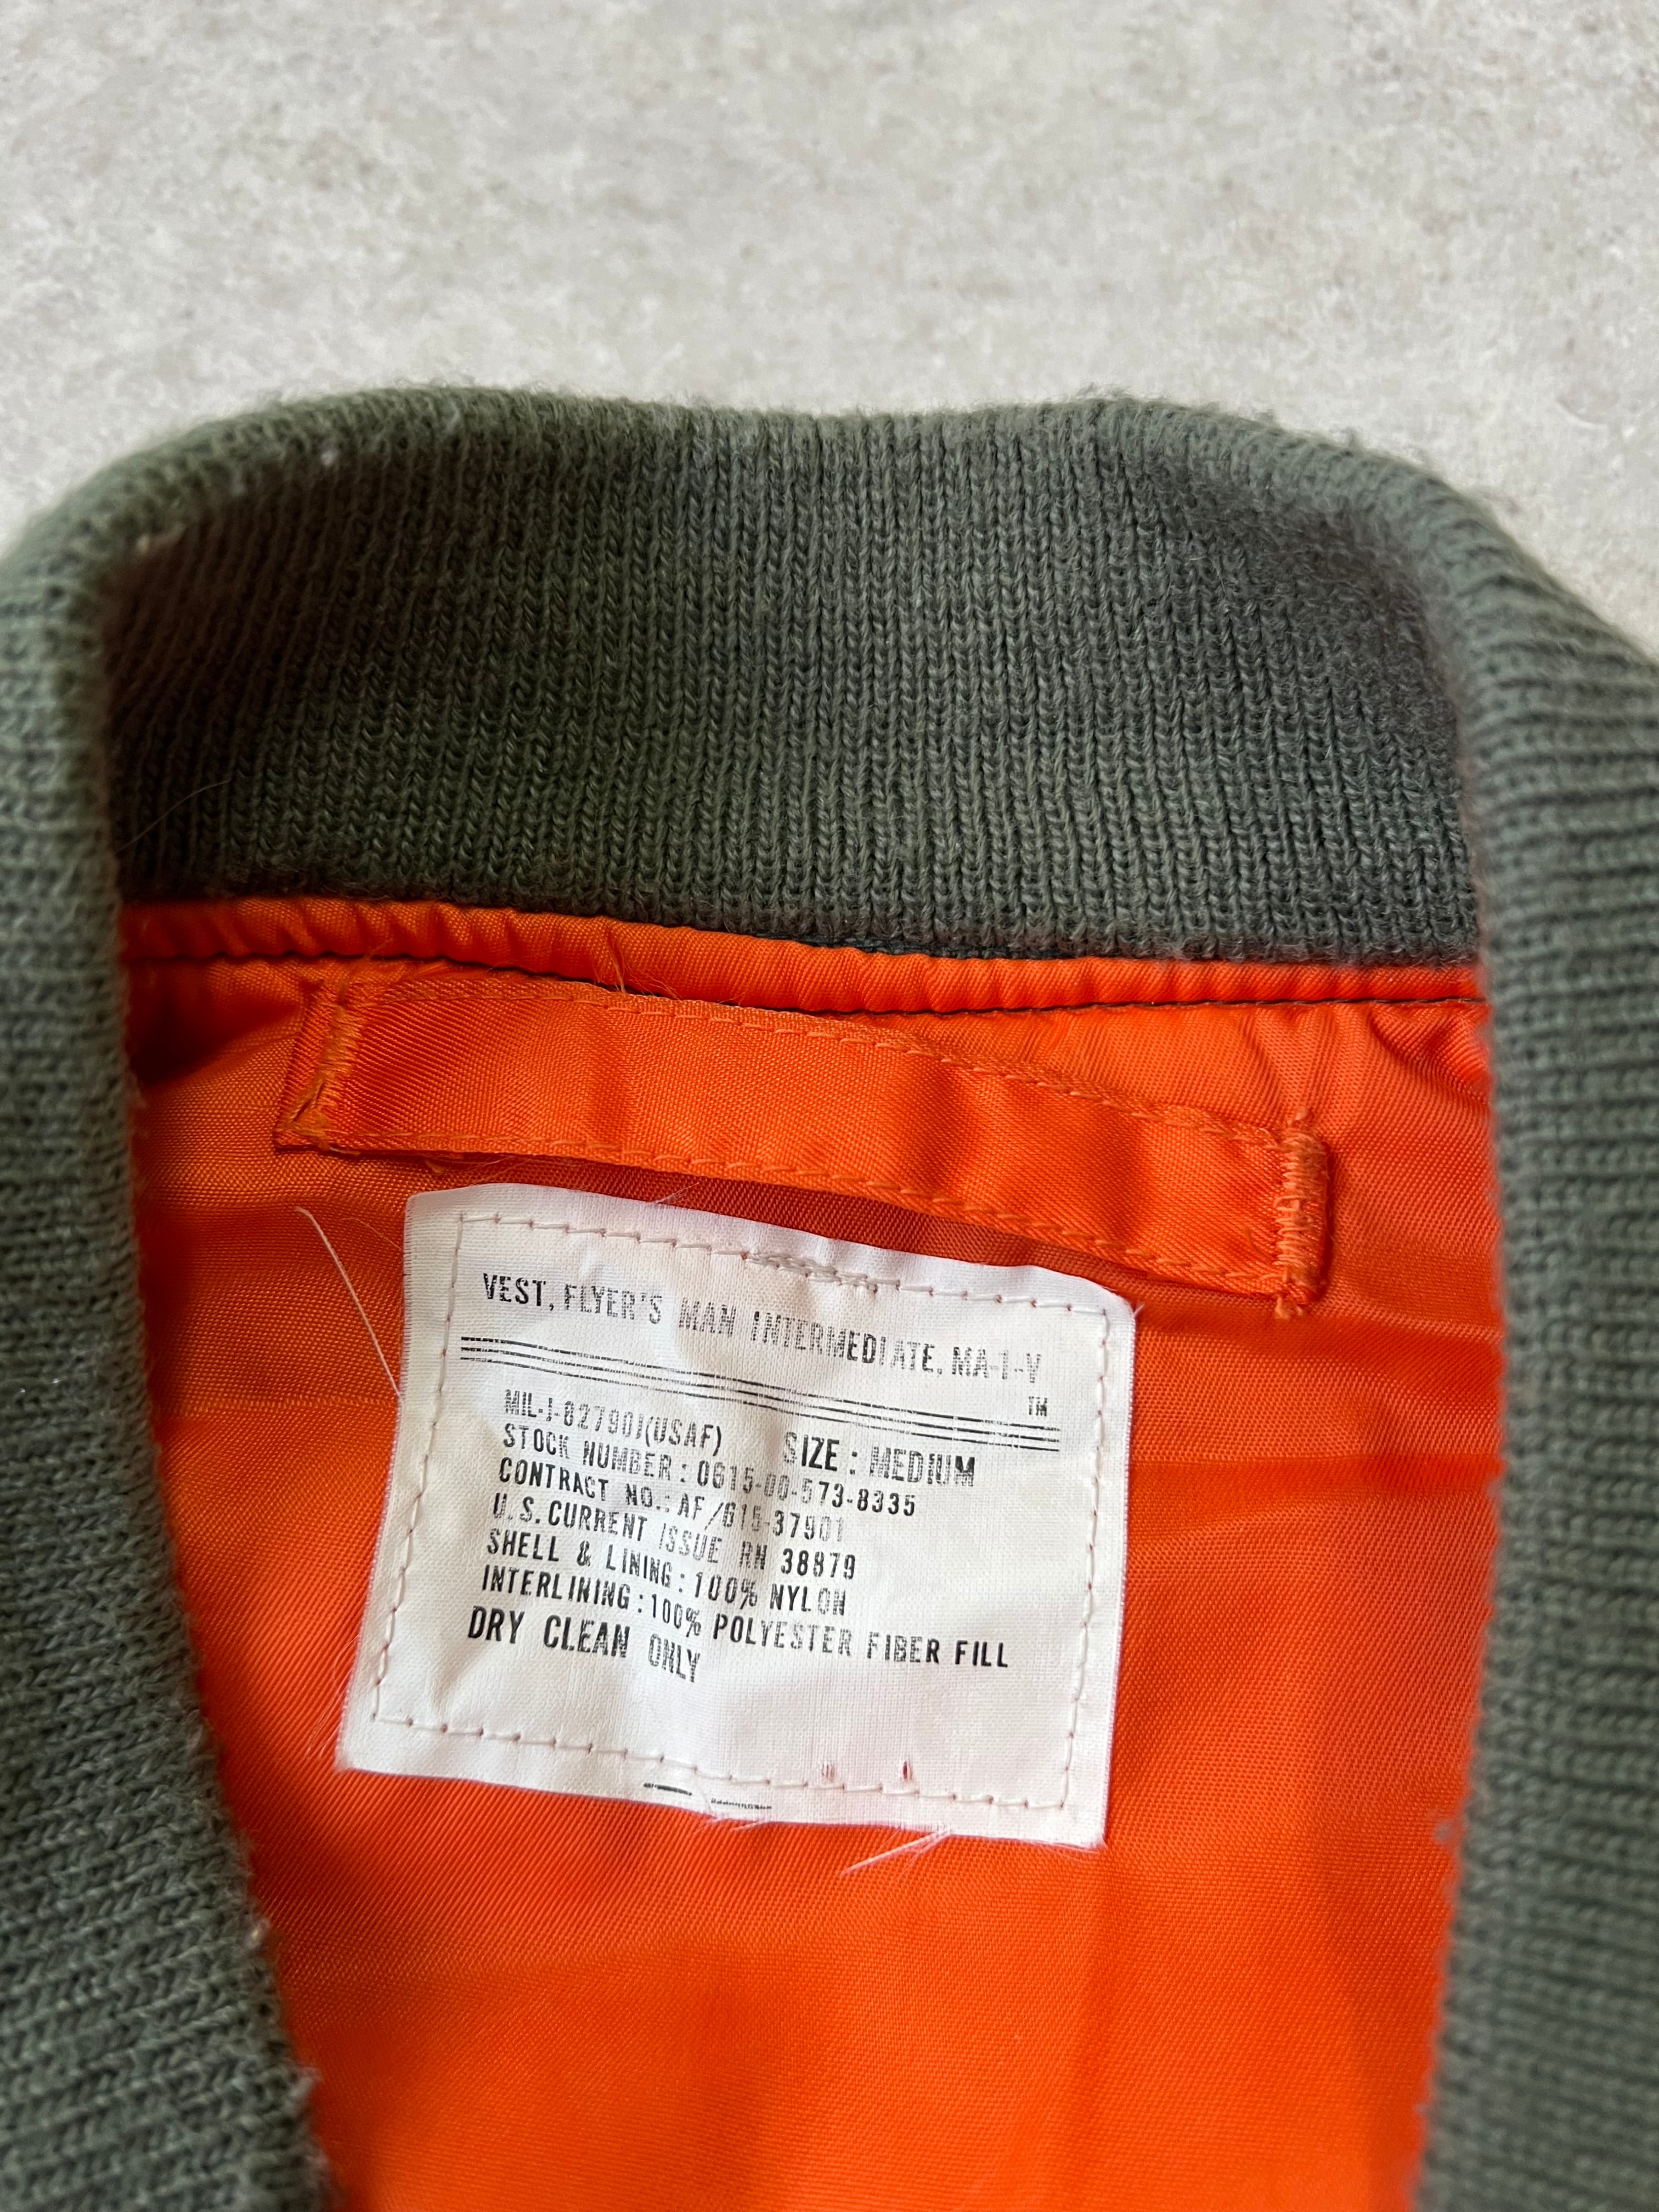 VEST, FLYER'S MAN INTERMEDIATE, MA-1-V
TM
MIL-J-82790J(USAF) SIZE : MEDIUM
STOCK NUMBER : 0615-00-573-8335
CONTRACT NO.: AF/615-37901
U.S.CURRENT ISSUE RN 38879
SHELL & LINING : 100% NYLON
INTERLINING : 100% POLYESTER FIBER FILL
DRY CLEAN ONLY